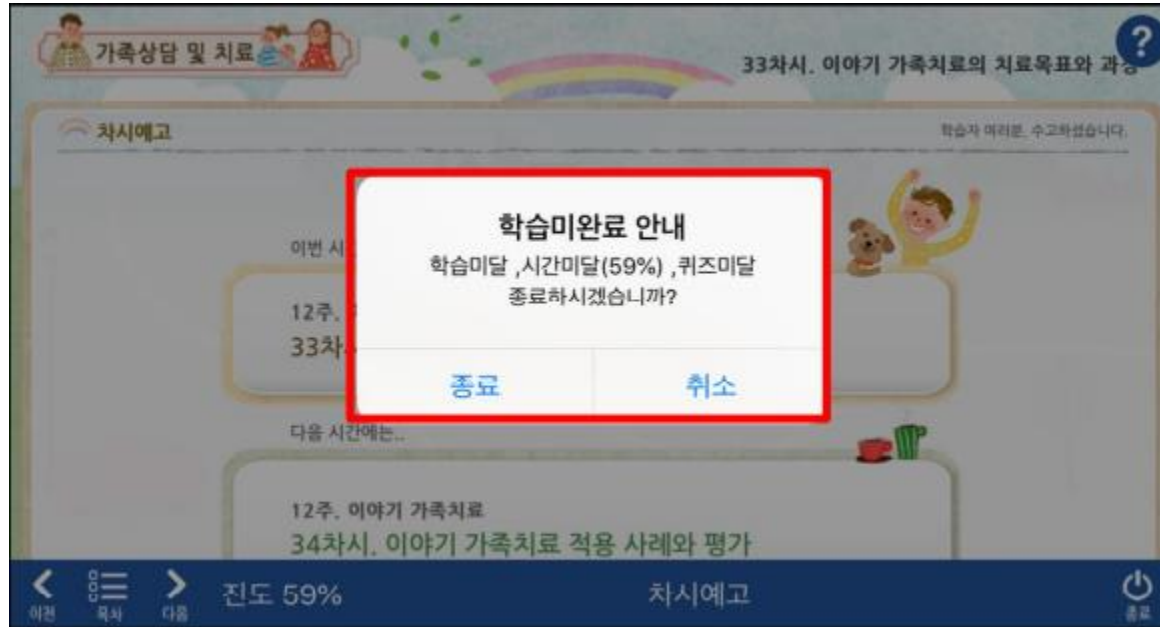 가족상담 및 치료
?
33차시. 이야기 가족치료의 치료목표와 과정
차시예고
학습자 여러분, 수고하셨습니다.
이번 시
학습미완료 안내
학습미달 ,시간미달(59%) ,퀴즈미달
종료하시겠습니까?
종료 취소
12주.
33차시
다음 시간에는..
12주. 이야기 가족치료
34차시. 이야기 가족치료 적용 사례와 평가
이전 목차 다음 진도 59% 차시예고 종료